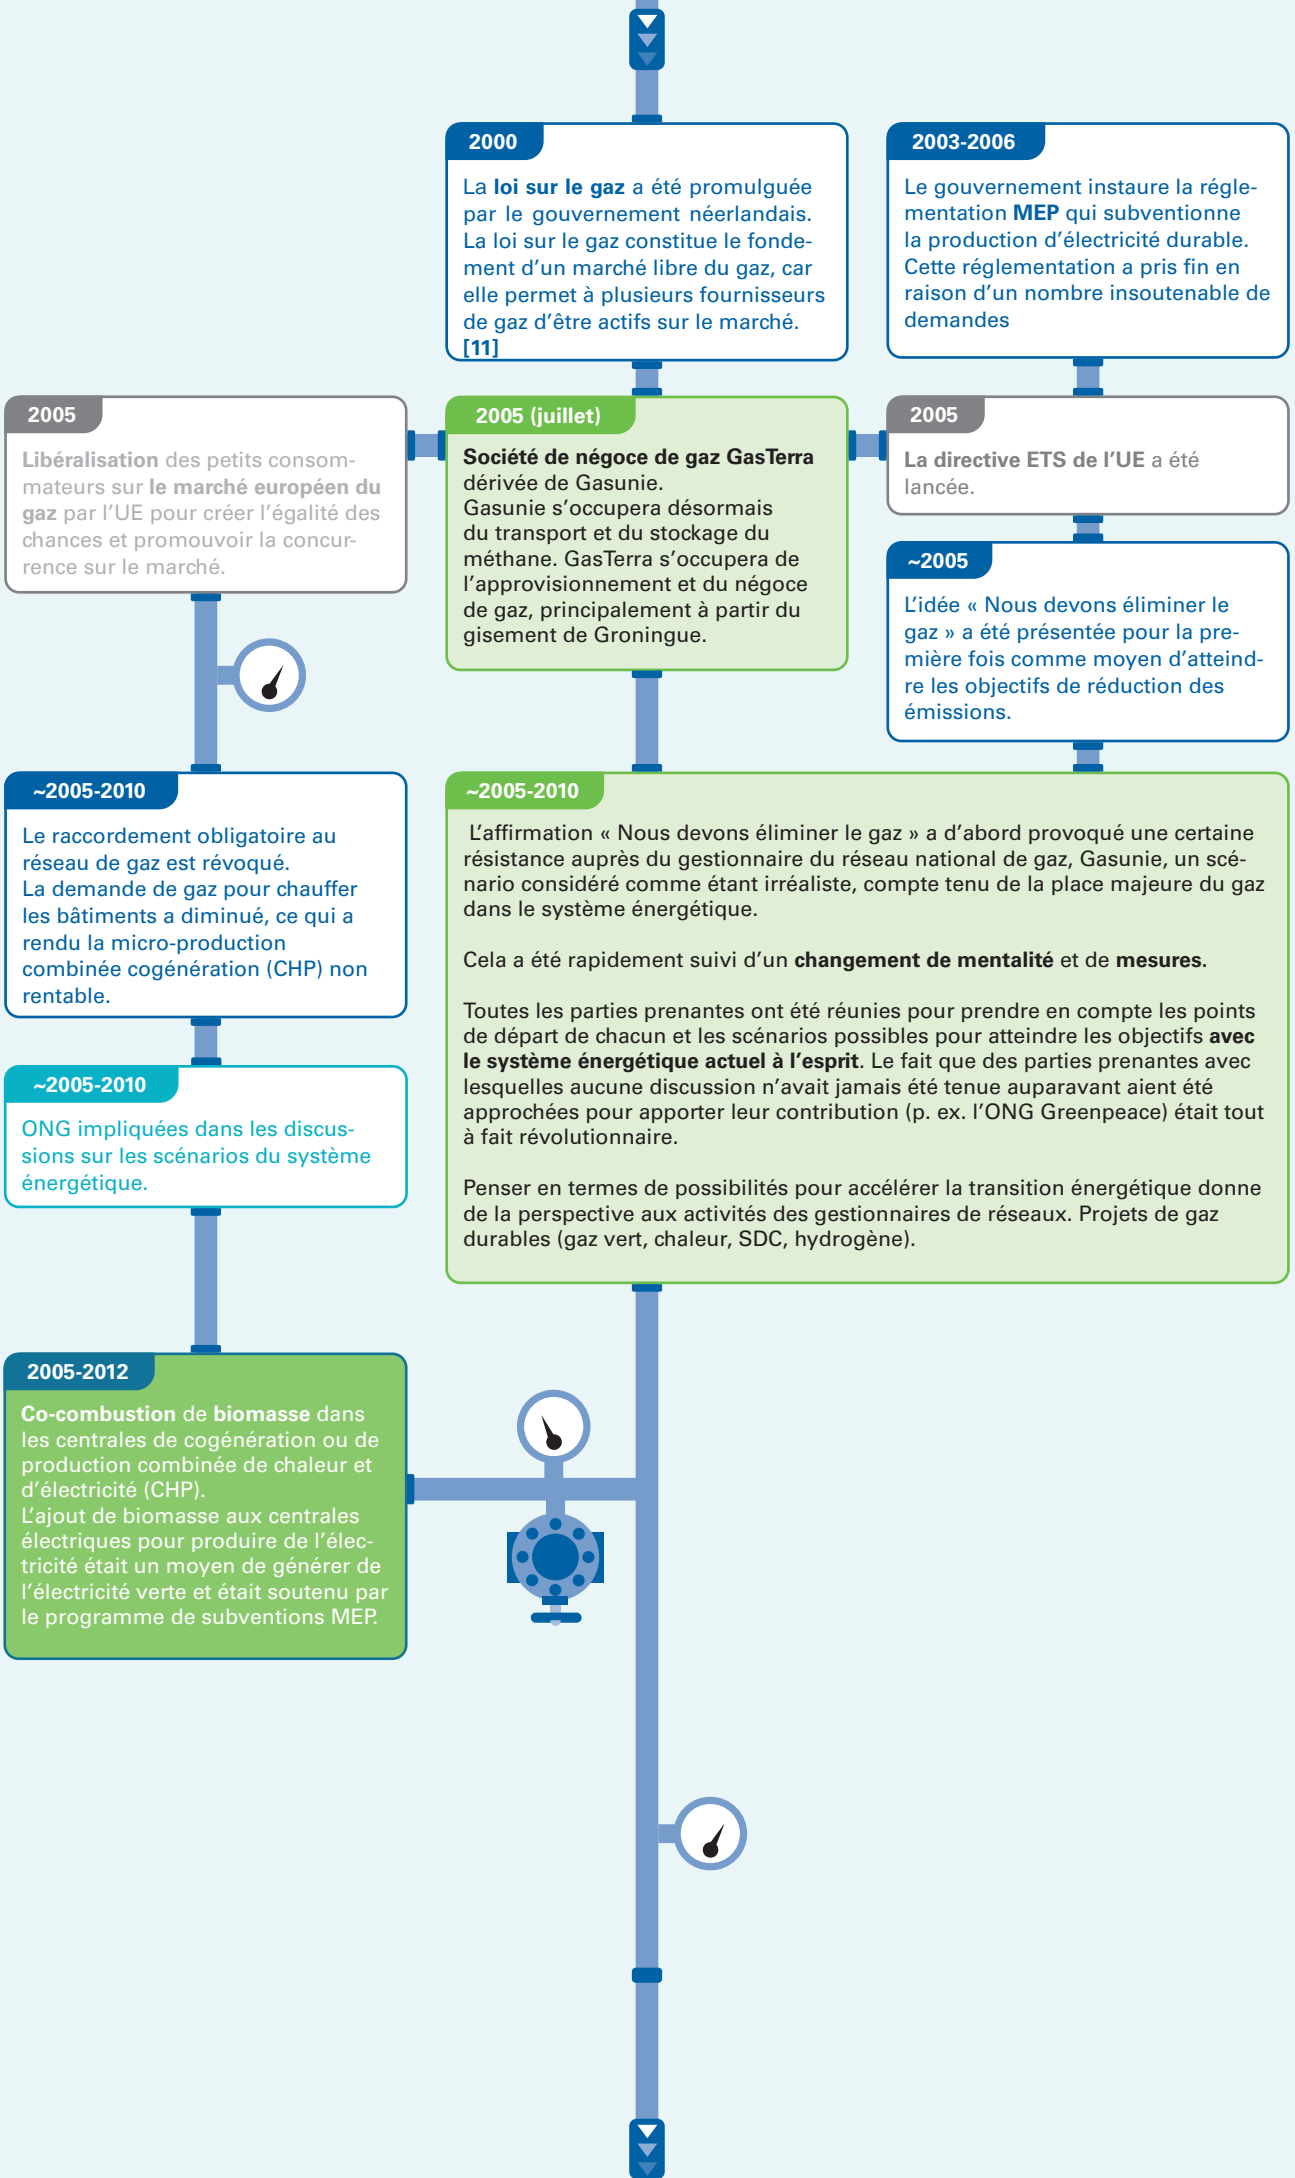 2000
La loi sur le gaz a été promulguée
par le gouvernement néerlandais.
La loi sur le gaz constitue le fonde-
ment d'un marché libre du gaz, car
elle permet à plusieurs fournisseurs
de gaz d'être actifs sur le marché.
[11]
2003-2006
Le gouvernement instaure la régle-
mentation MEP qui subventionne
la production d'électricité durable.
Cette réglementation a pris fin en
raison d'un nombre insoutenable de
demandes
2005
Libéralisation des petits consom-
mateurs sur le marché européen du
gaz par l'UE pour créer l'égalité des
chances et promouvoir la concur-
rence sur le marché.
2005 (juillet)
Société de négoce de gaz GasTerra
dérivée de Gasunie.
Gasunie s'occupera désormais
du transport et du stockage du
méthane. GasTerra s'occupera de
l'approvisionnement et du négoce
de gaz, principalement à partir du
gisement de Groningue.
2005
La directive ETS de l'UE a été
lancée.
~2005
L'idée « Nous devons éliminer le
gaz » a été présentée pour la pre-
mière fois comme moyen d'atteind-
re les objectifs de réduction des
émissions.
~2005-2010
Le raccordement obligatoire au
réseau de gaz est révoqué.
La demande de gaz pour chauffer
les bâtiments a diminué, ce qui a
rendu la micro-production
combinée cogénération (CHP) non
rentable.
~2005-2010
L'affirmation « Nous devons éliminer le gaz » a d'abord provoqué une certaine
résistance auprès du gestionnaire du réseau national de gaz, Gasunie, un scé-
nario considéré comme étant irréaliste, compte tenu de la place majeure du gaz
dans le système énergétique.
Cela a été rapidement suivi d'un changement de mentalité et de mesures.
Toutes les parties prenantes ont été réunies pour prendre en compte les points
de départ de chacun et les scénarios possibles pour atteindre les objectifs avec
le système énergétique actuel à l'esprit. Le fait que des parties prenantes avec
lesquelles aucune discussion n'avait jamais été tenue auparavant aient été
approchées pour apporter leur contribution (p. ex. l'ONG Greenpeace) était tout
à fait révolutionnaire.
Penser en termes de possibilités pour accélérer la transition énergétique donne
de la perspective aux activités des gestionnaires de réseaux. Projets de gaz
durables (gaz vert, chaleur, SDC, hydrogène).
~2005-2010
ONG impliquées dans les discus-
sions sur les scénarios du système
énergétique.
2005-2012
Co-combustion de biomasse dans
les centrales de cogénération ou de
production combinée de chaleur et
d'électricité (CHP).
L'ajout de biomasse aux centrales
électriques pour produire de l'élec-
tricité était un moyen de générer de
l'électricité verte et était soutenu par
le programme de subventions MEP.